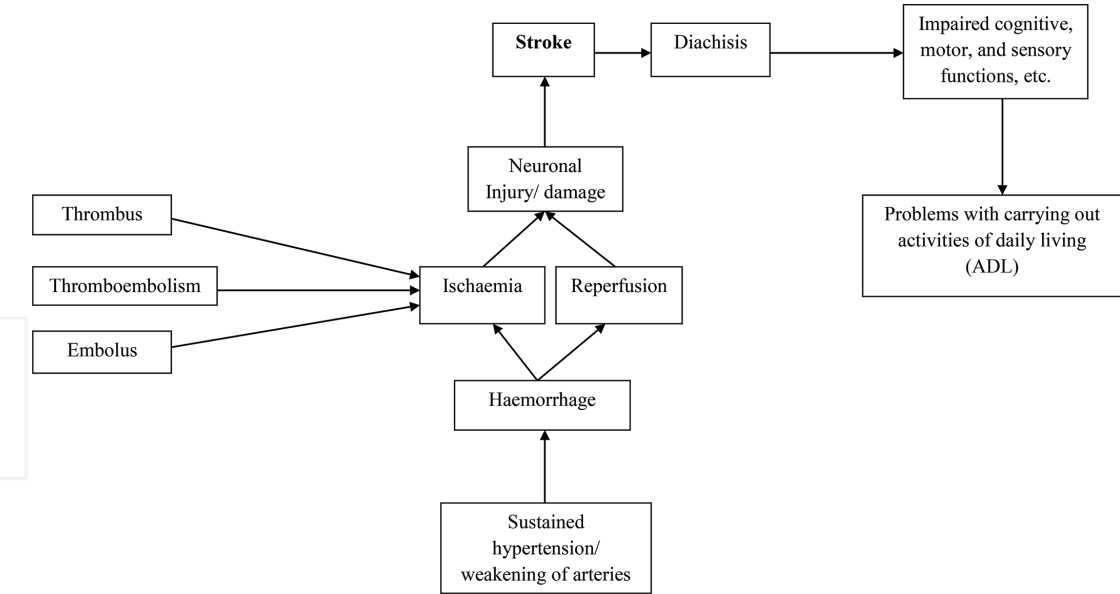 Stroke
Diachisis
Impaired cognitive,
motor, and sensory
functions, etc.
Neuronal
Injury/ damage
Thrombus
Problems with carrying out
activities of daily living
(ADL)
Thromboembolism
Ischaemia
Reperfusion
Embolus
Haemorrhage
Sustained
hypertension/
weakening of arteries